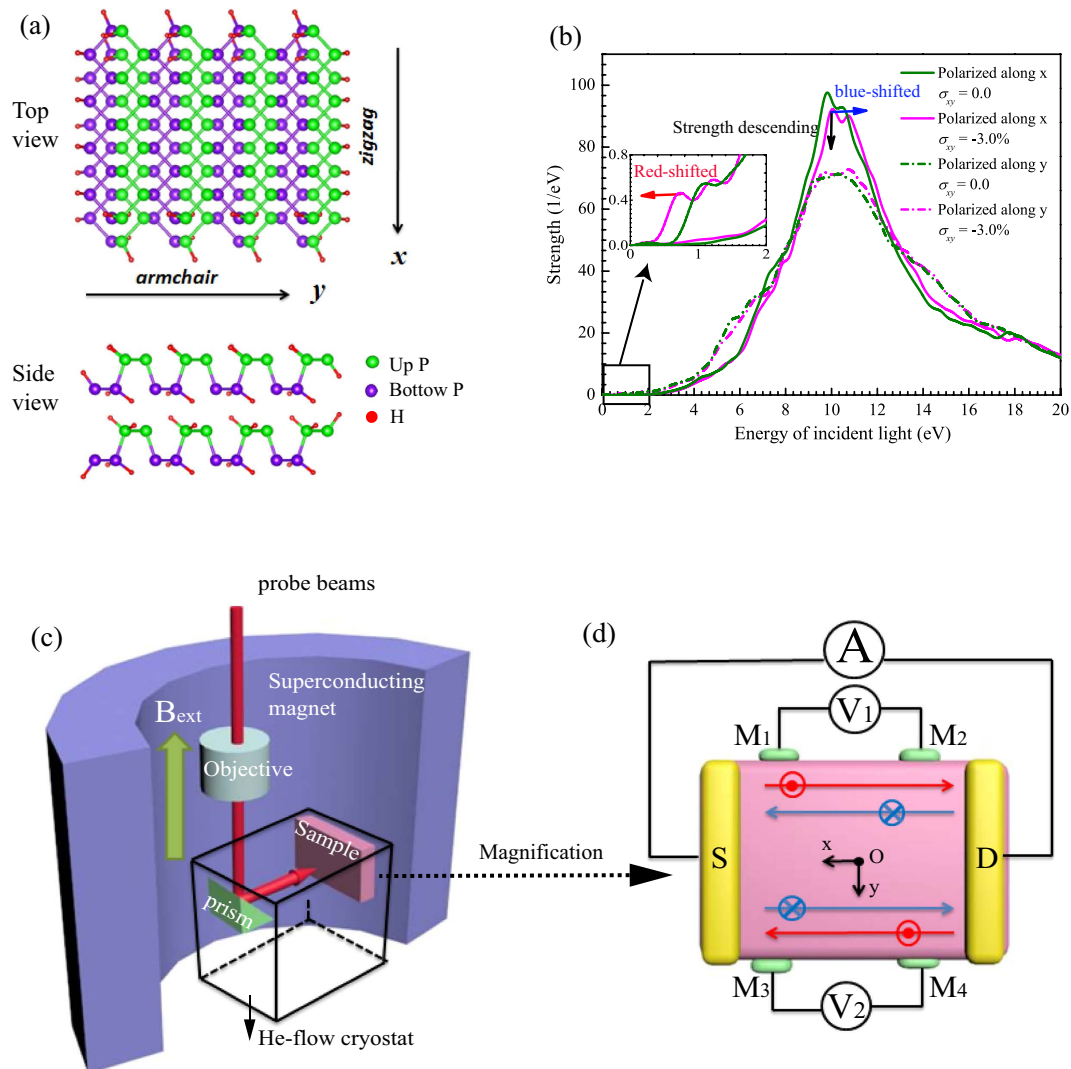 (a)
Top
view
zigzag
x
armchair
y
Side
view
Up P
Bottow P
H
(b)
Strength (1/eV)
100
80
60
40
20
0
0
2
4
6
8
10
12
14
16
18
20
Energy of incident light (eV)
blue-shifted
Strength descending
Red-shifted
0.8
0.4
0.0
0
1
2
Polarized along x
σxy = 0.0
Polarized along x
σxy = -3.0%
Polarized along y
σxy = 0.0
Polarized along y
σxy = -3.0%
(c)
probe beams
Superconducting
magnet
Bext
Objective
Sample
prism
He-flow cryostat
Magnification
(d)
A
V1
M1
M2
S
D
x
O
y
M3
M4
V2